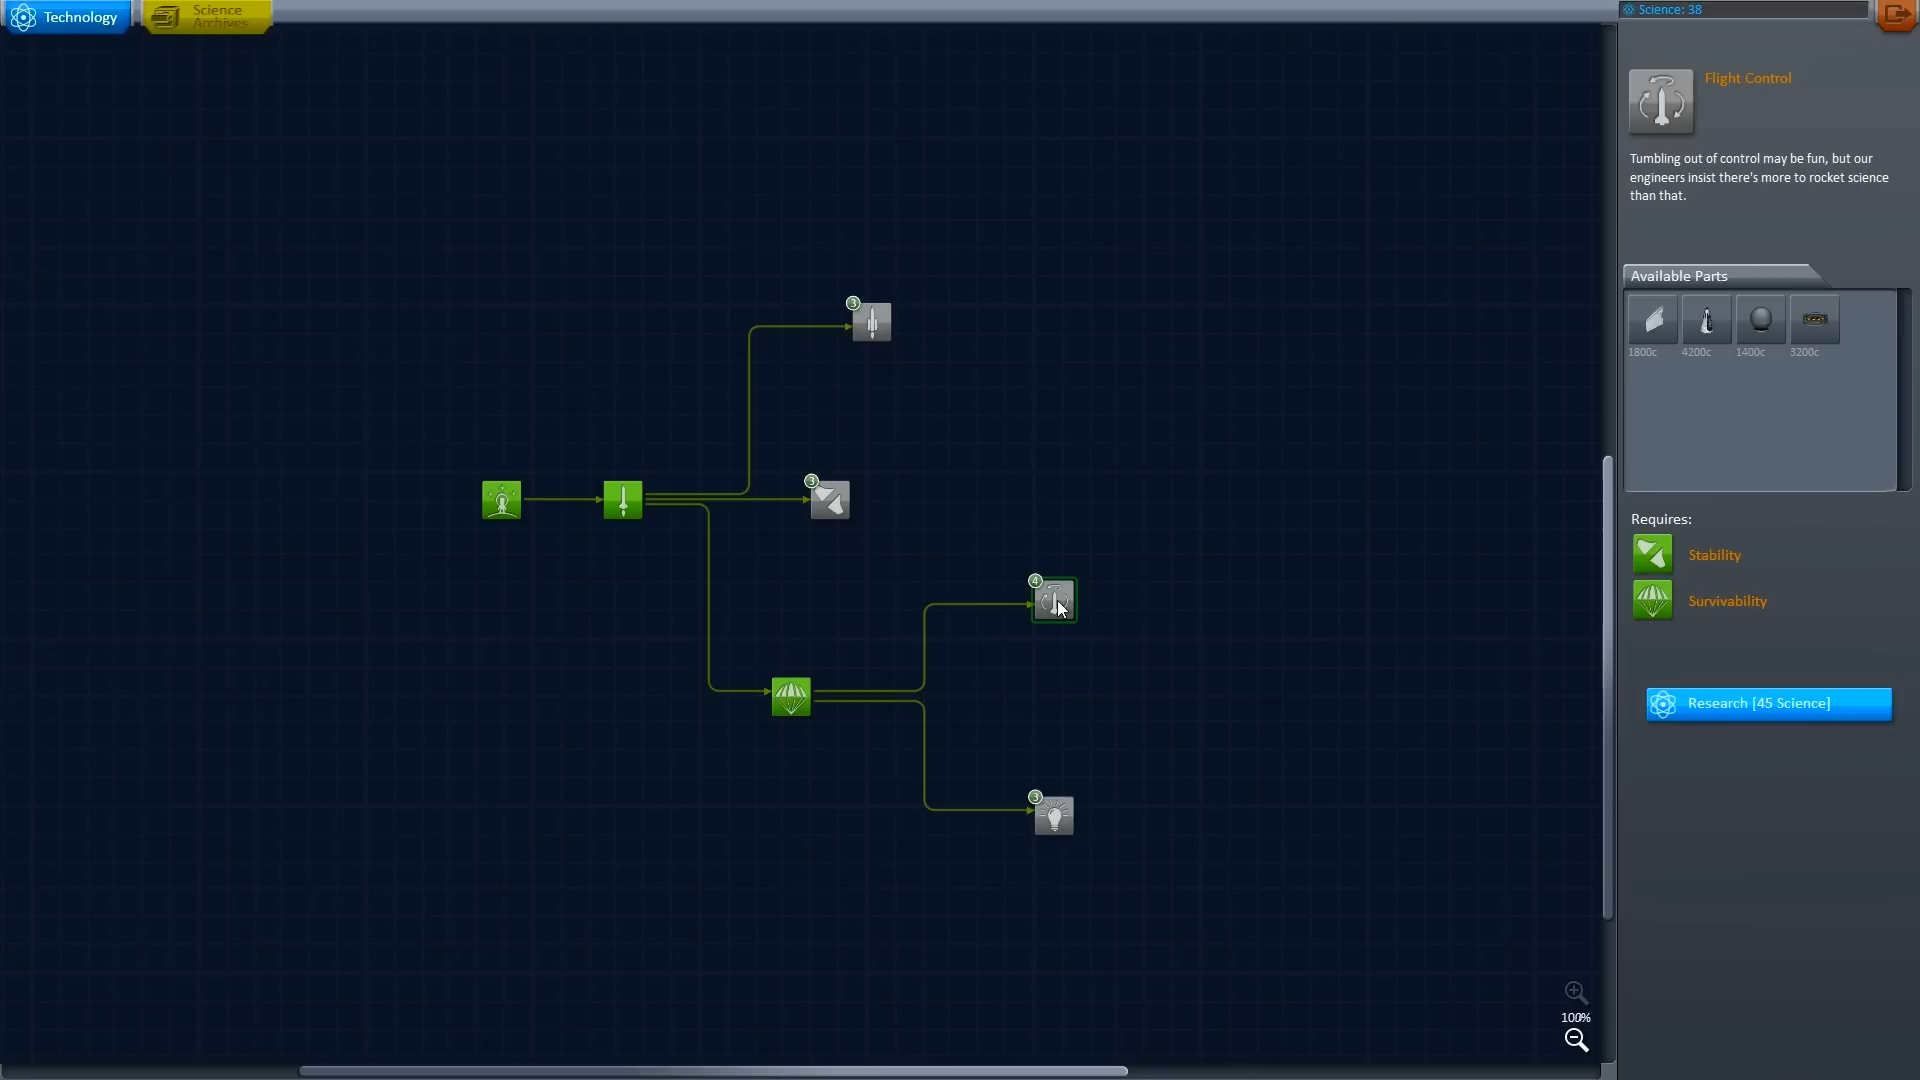 Technology
Science
Archives
Science: 38
Flight Control
Tumbling out of control may be fun, but our
engineers insist there's more to rocket science
than that.
Available Parts
1800c 4200c 1400c 3200c
Requires:
Stability
Survivability
Research [45 Science]
3
3
4
3
100%